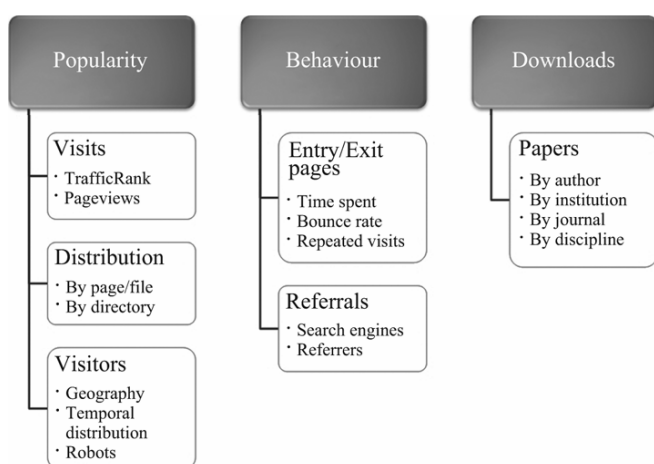 Popularity
Visits
· TrafficRank
· Pageviews
Distribution
· By page/file
· By directory
Visitors
· Geography
· Temporal
distribution
· Robots
Behaviour
Entry/Exit
pages
· Time spent
· Bounce rate
· Repeated visits
Referrals
· Search engines
· Referrers
Downloads
Papers
· By author
· By institution
· By journal
· By discipline